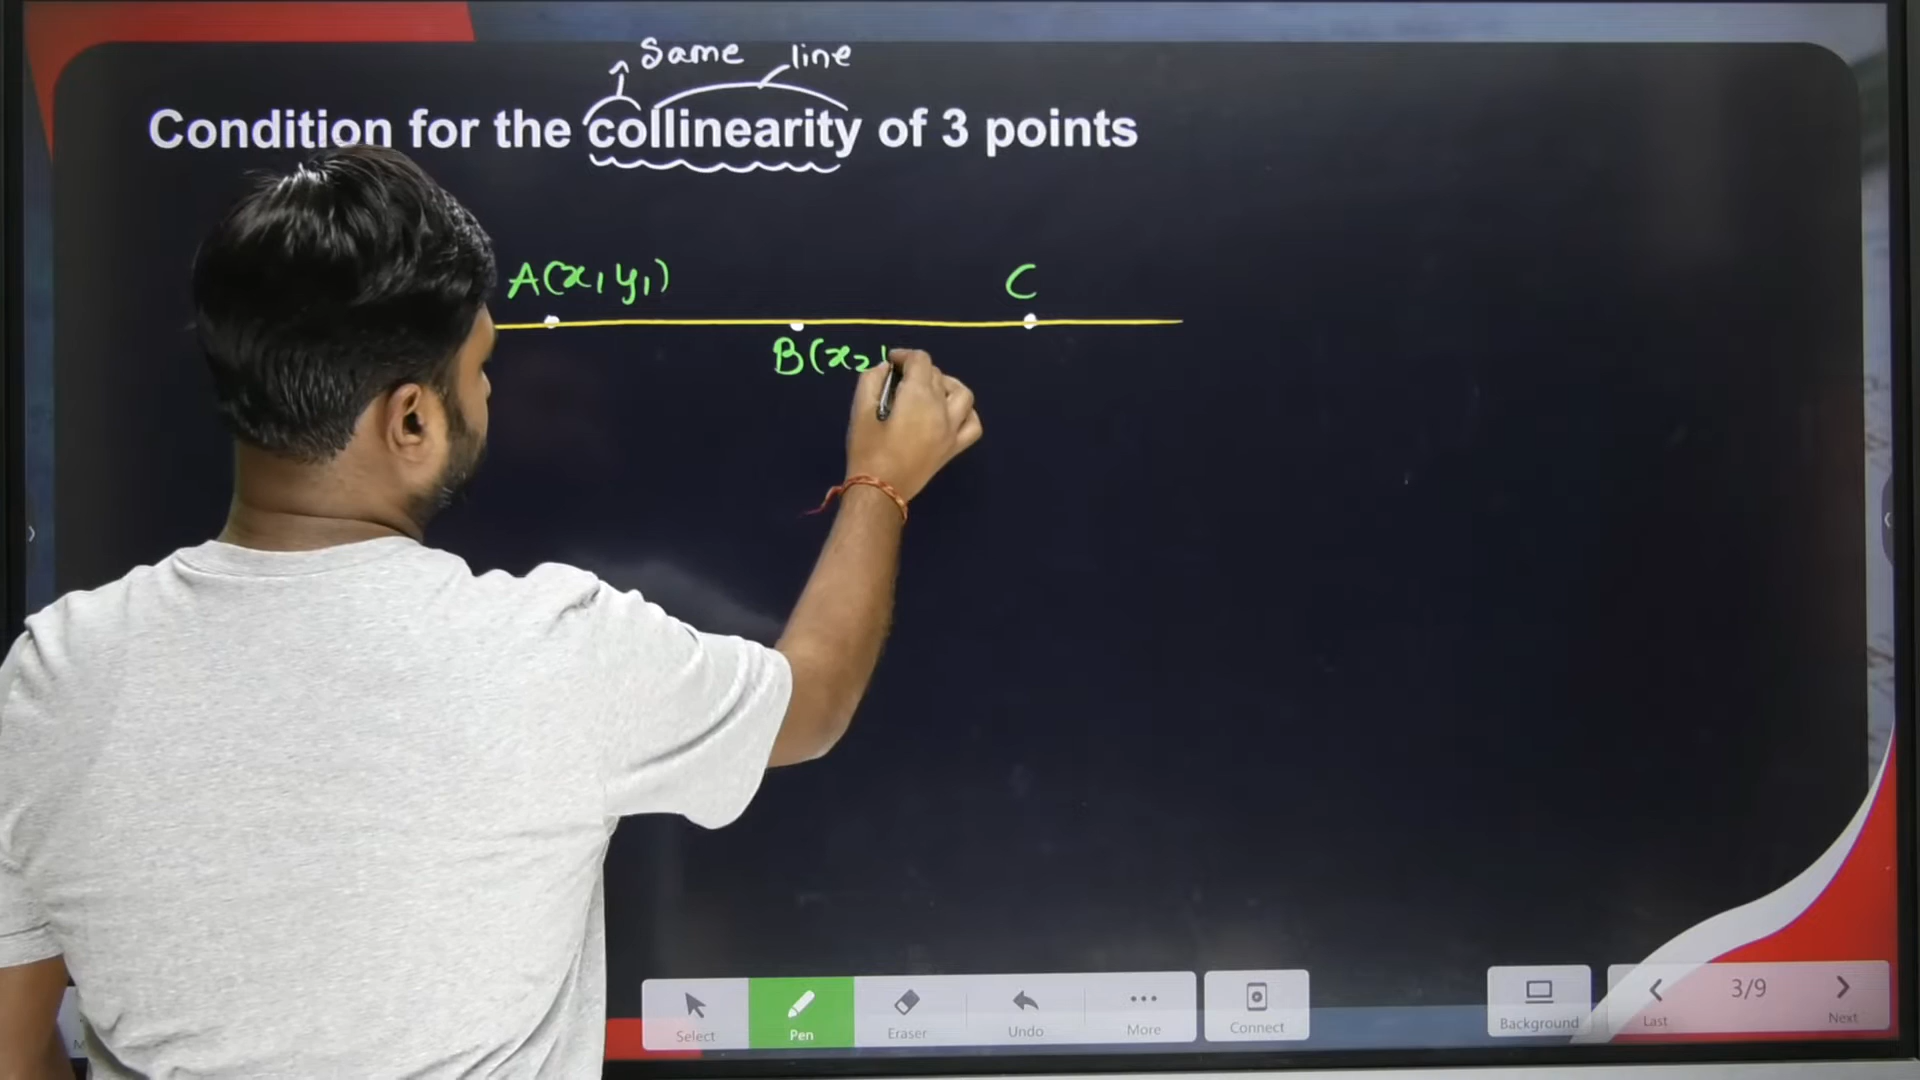 same line
Condition for the collinearity of 3 points
A(x₁ y₁)
C
B(x₂
Select
Pen
Eraser
Undo
More
Connect
Background
Last
3/9
Next